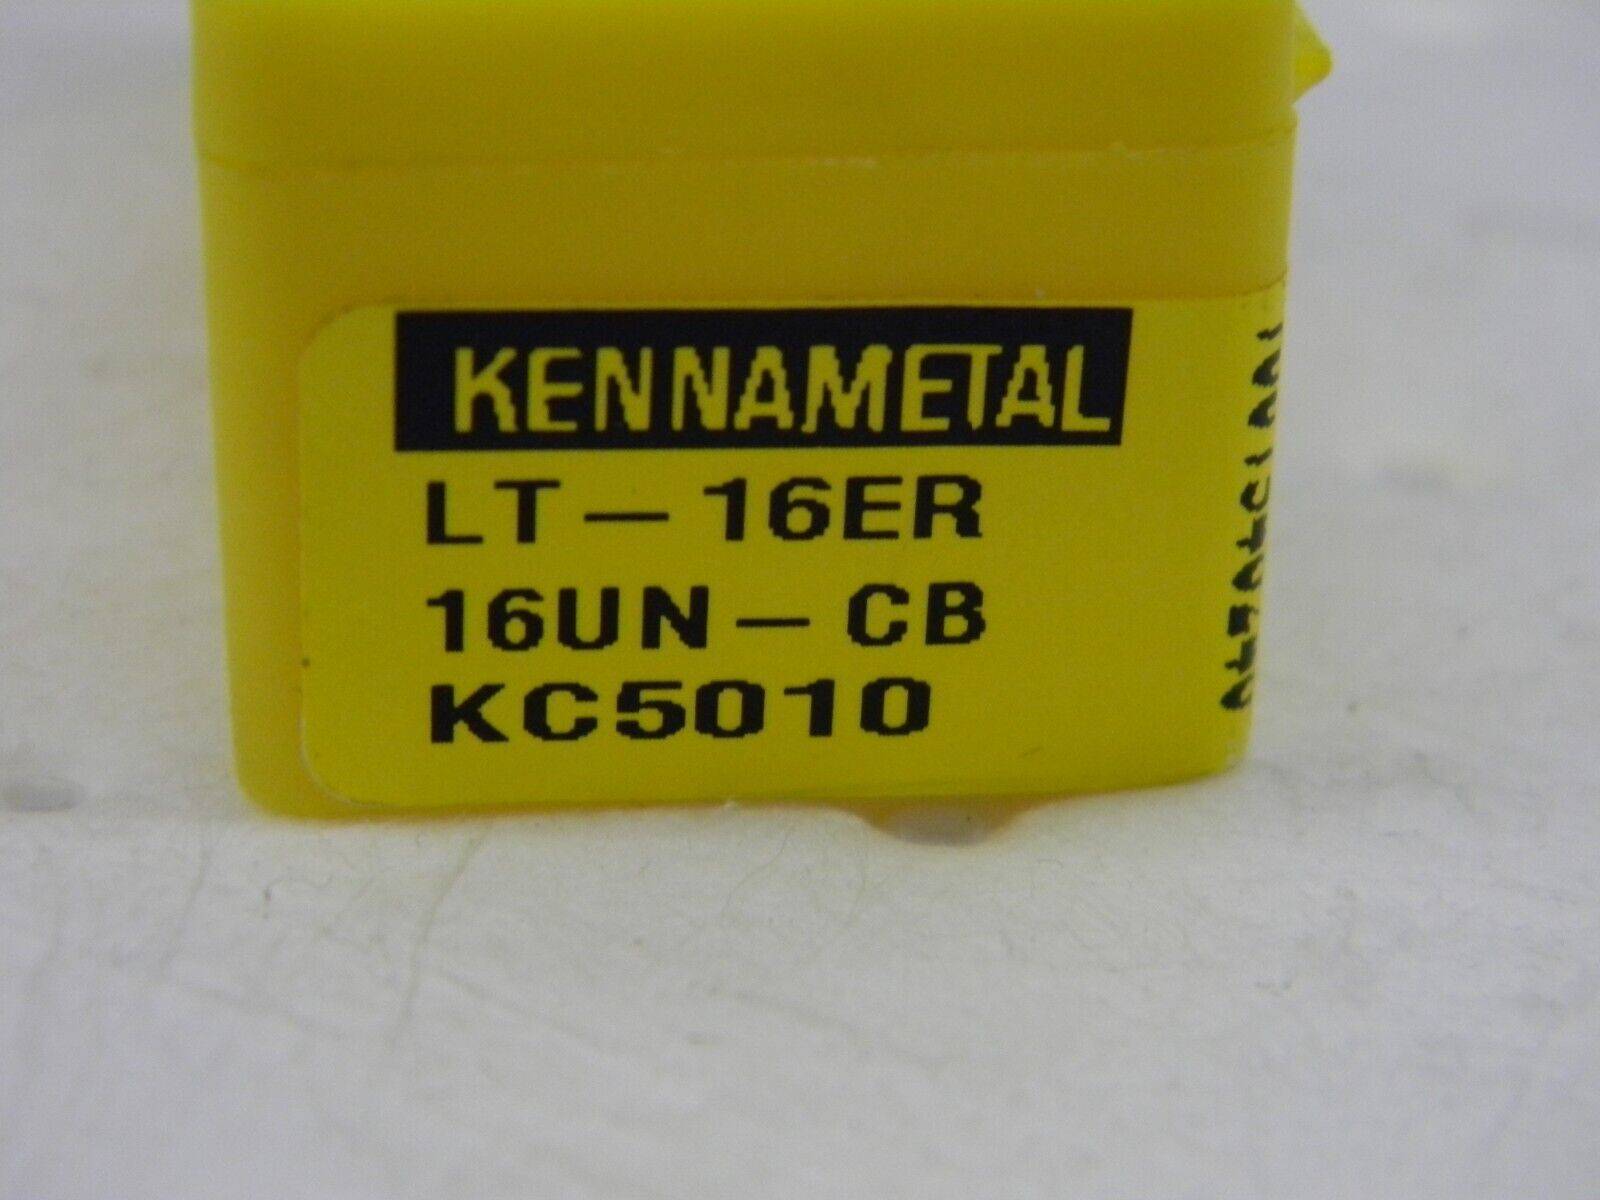 KENNAMETAL
LT-16ER
16UN-CB
KC5010